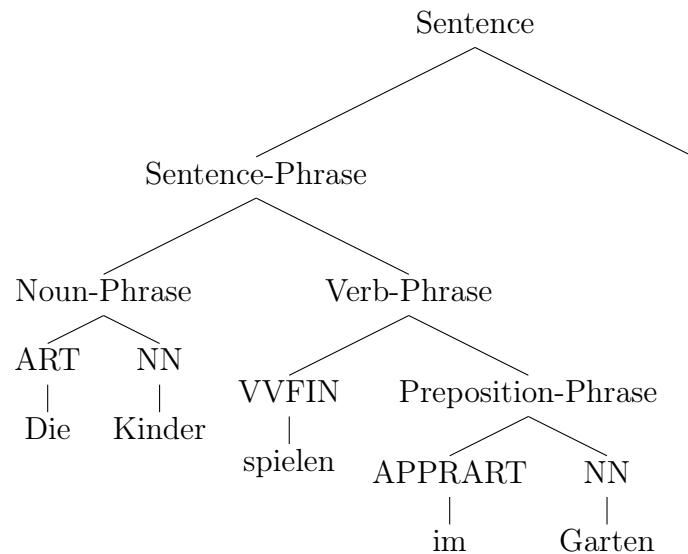 Sentence
Sentence-Phrase
Noun-Phrase Verb-Phrase
ART NN
VVFIN Preposition-Phrase
Die Kinder
spielen
APPRART NN
im Garten